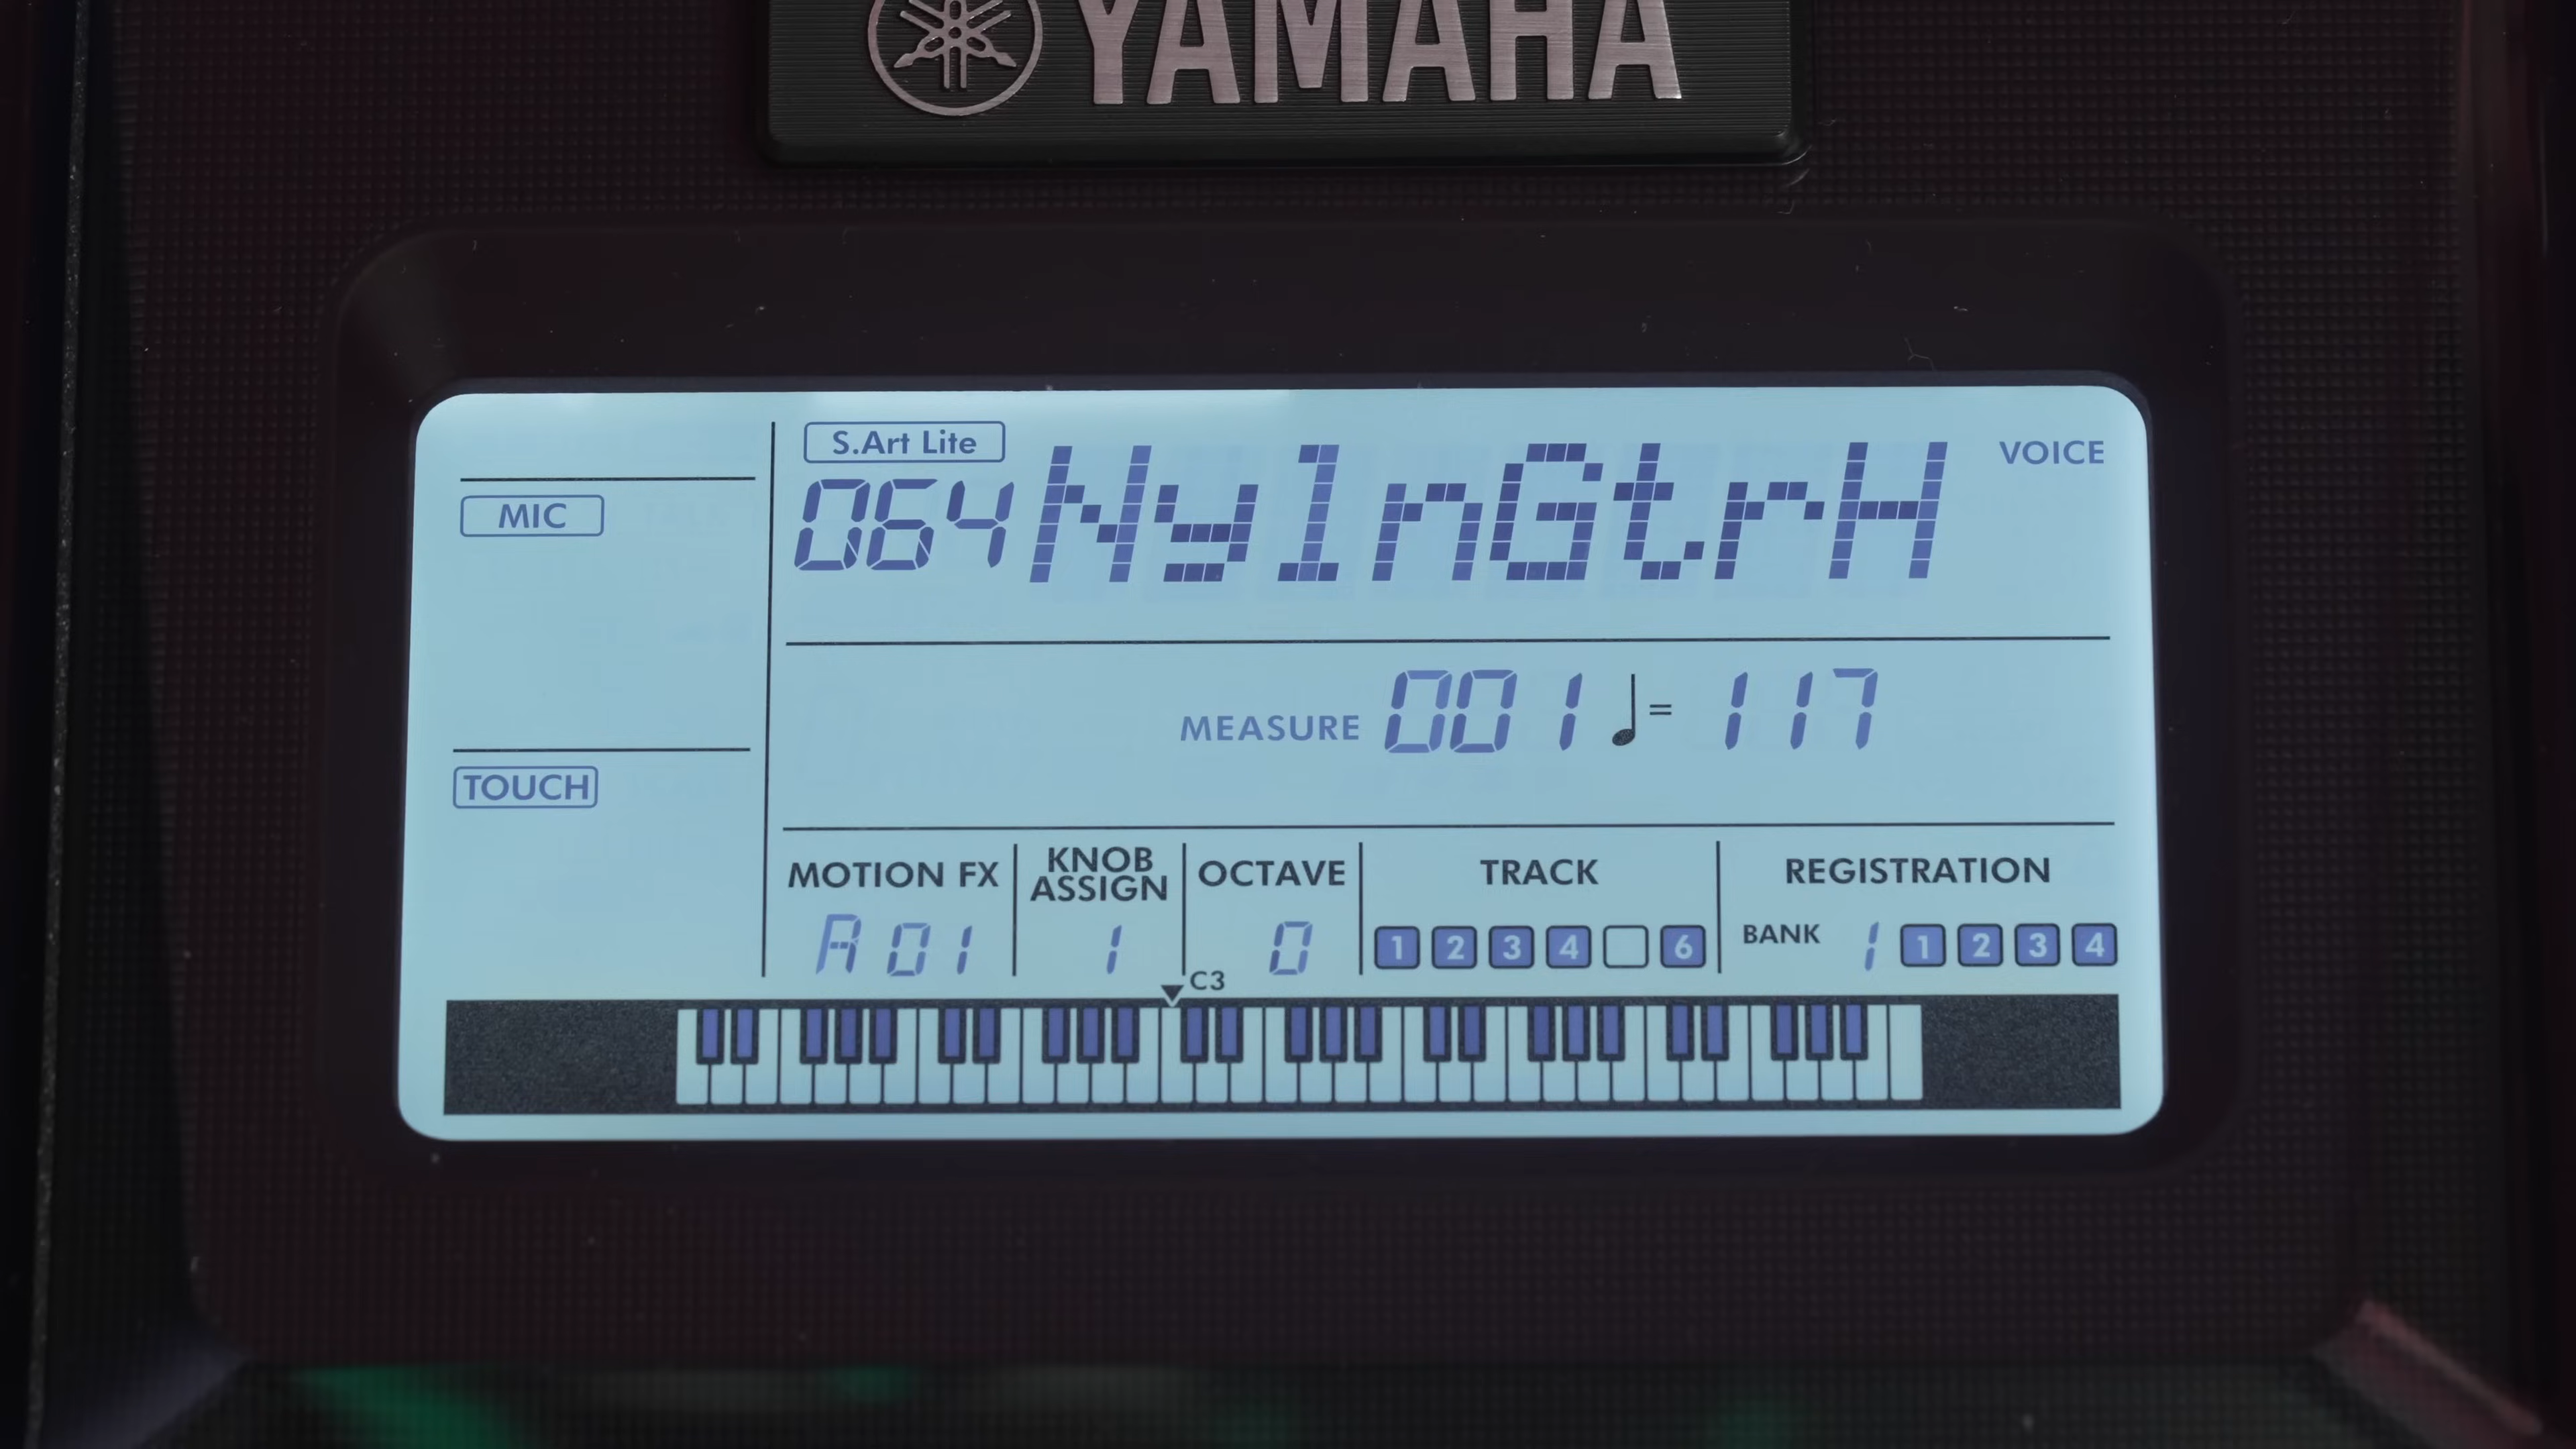 YAMAHA
S.Art Lite
VOICE
064 NylnGtrH
MIC
MEASURE 001 ♩= 117
TOUCH
MOTION FX
A01
KNOB
ASSIGN
1
OCTAVE
0
TRACK
1 2 3 4 6
REGISTRATION
BANK 1 1 2 3 4
C3